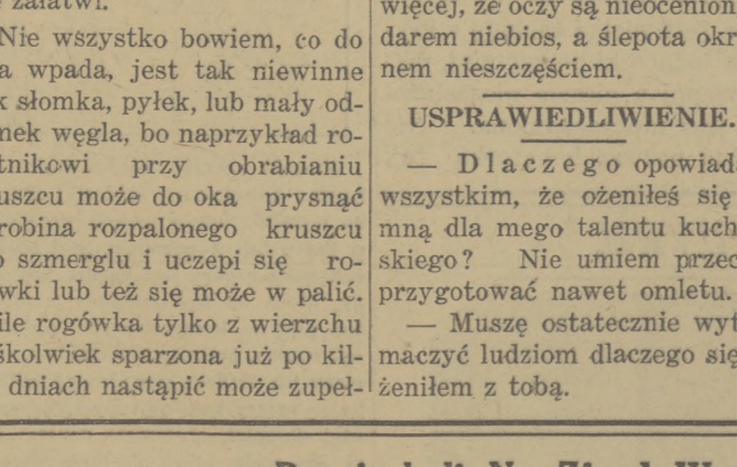 załatwi.
Nie wszystko bowiem, co do
a wpada, jest tak niewinne
k słomka, pyłek, lub mały od-
mek węgla, bo naprzykład ro-
tnikowi przy obrabianiu
uszcu może do oka prysnąć
robina rozpalonego kruszcu
o szmerglu i uczepi się ro-
wki lub też się może w palić.
ile rogówka tylko z wierzchu
śkolwiek sparzona już po kil-
dniach nastąpić może zupeł-
więcej, że oczy są nieocenion
darem niebios, a ślepota okr
nem nieszczęściem.
USPRAWIEDLIWIENIE.
— Dlaczego opowiad
wszystkim, że ożeniłeś się
mną dla mego talentu kuch
skiego? Nie umiem przec
przygotować nawet omletu.
— Muszę ostatecznie wyt
maczyć ludziom dlaczego się
żeniłem z tobą.